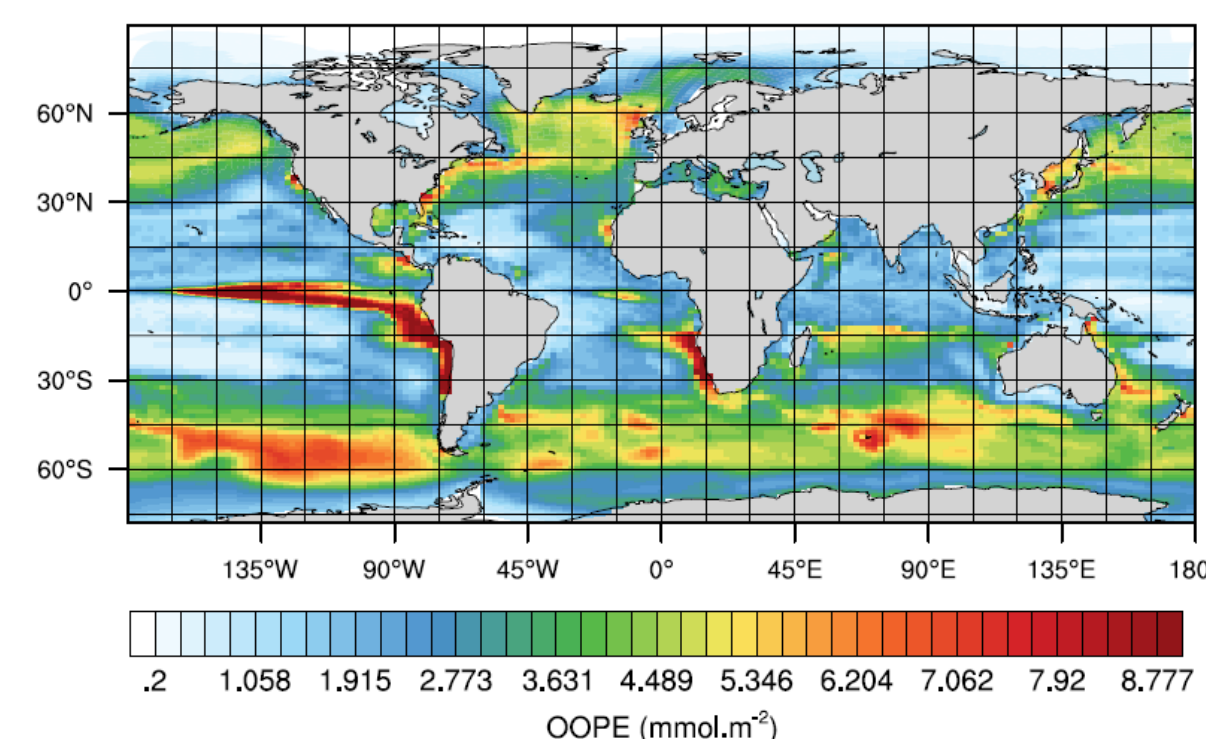 60°N
30°N
0°
30°S
60°S
135°W 90°W 45°W 0° 45°E 90°E 135°E 180
.2 1.058 1.915 2.773 3.631 4.489 5.346 6.204 7.062 7.92 8.777
OOPE (mmol.m⁻²)